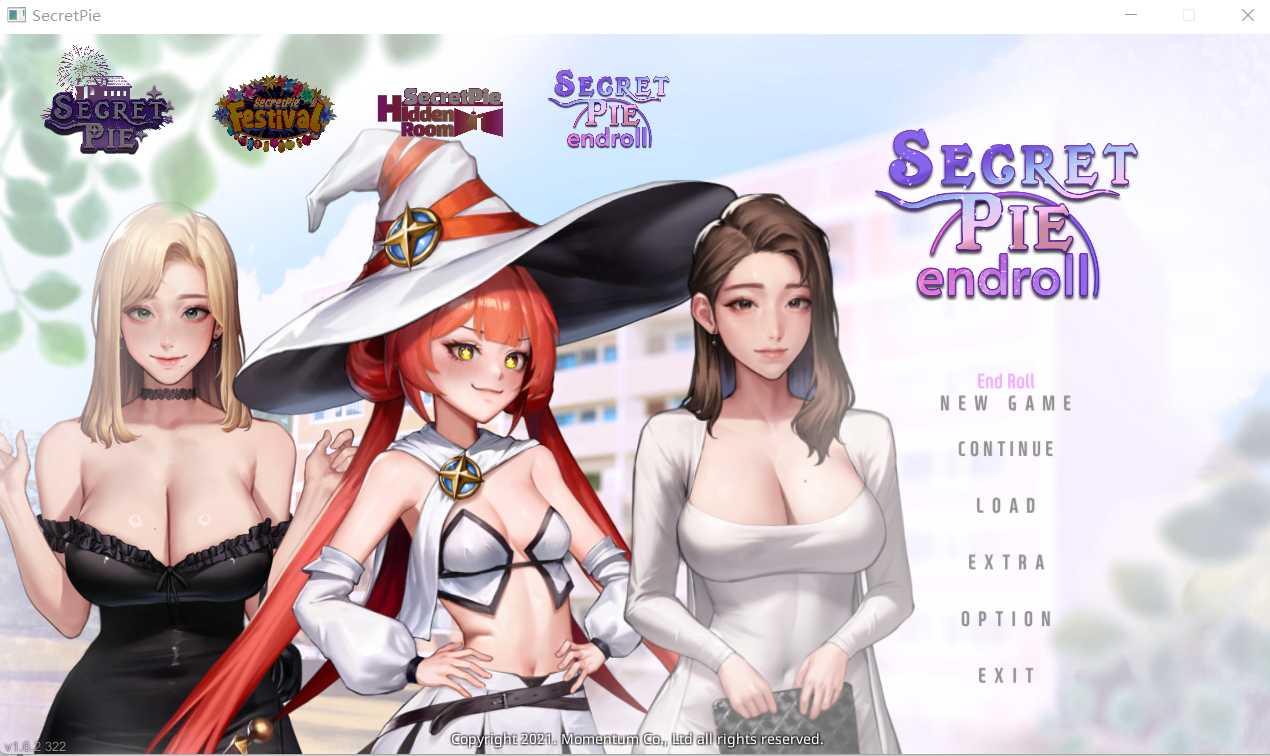 SecretPie
SECRET
PIE
SecretPie
Festival
SecretPie
Hidden
Room
SECRET
PIE
endroll
SECRET
PIE
endroll
End Roll
NEW GAME
CONTINUE
LOAD
EXTRA
OPTION
EXIT
Copyright 2021. Momentum Co,. Ltd all rights reserved.
v1.6.2 322